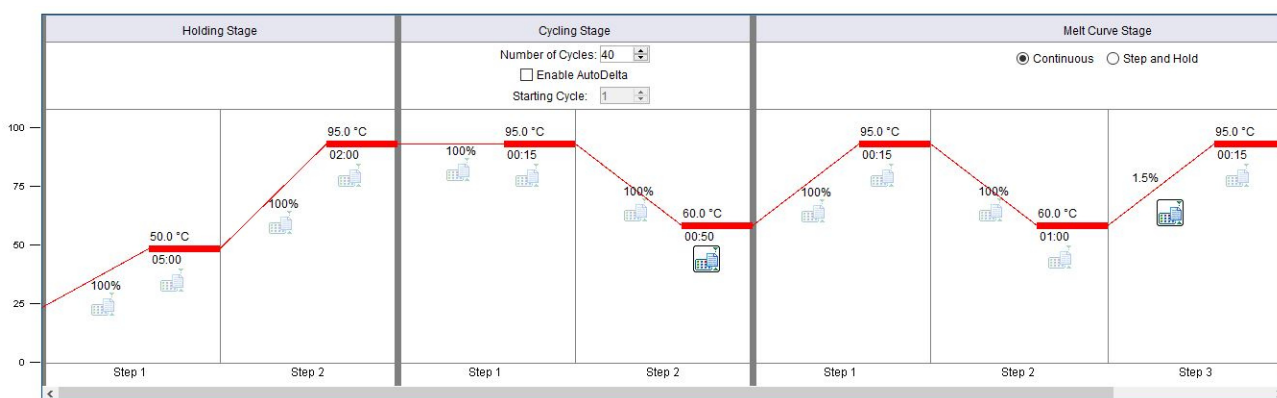 Holding Stage
Cycling Stage
Melt Curve Stage
Number of Cycles: 40
Enable AutoDelta
Starting Cycle: 1
Continuous
Step and Hold
100
75
50
25
0
100%
50.0 °C
05:00
100%
95.0 °C
02:00
100%
95.0 °C
00:15
100%
60.0 °C
00:50
100%
95.0 °C
00:15
100%
60.0 °C
01:00
1.5%
95.0 °C
00:15
Step 1
Step 2
Step 1
Step 2
Step 1
Step 2
Step 3